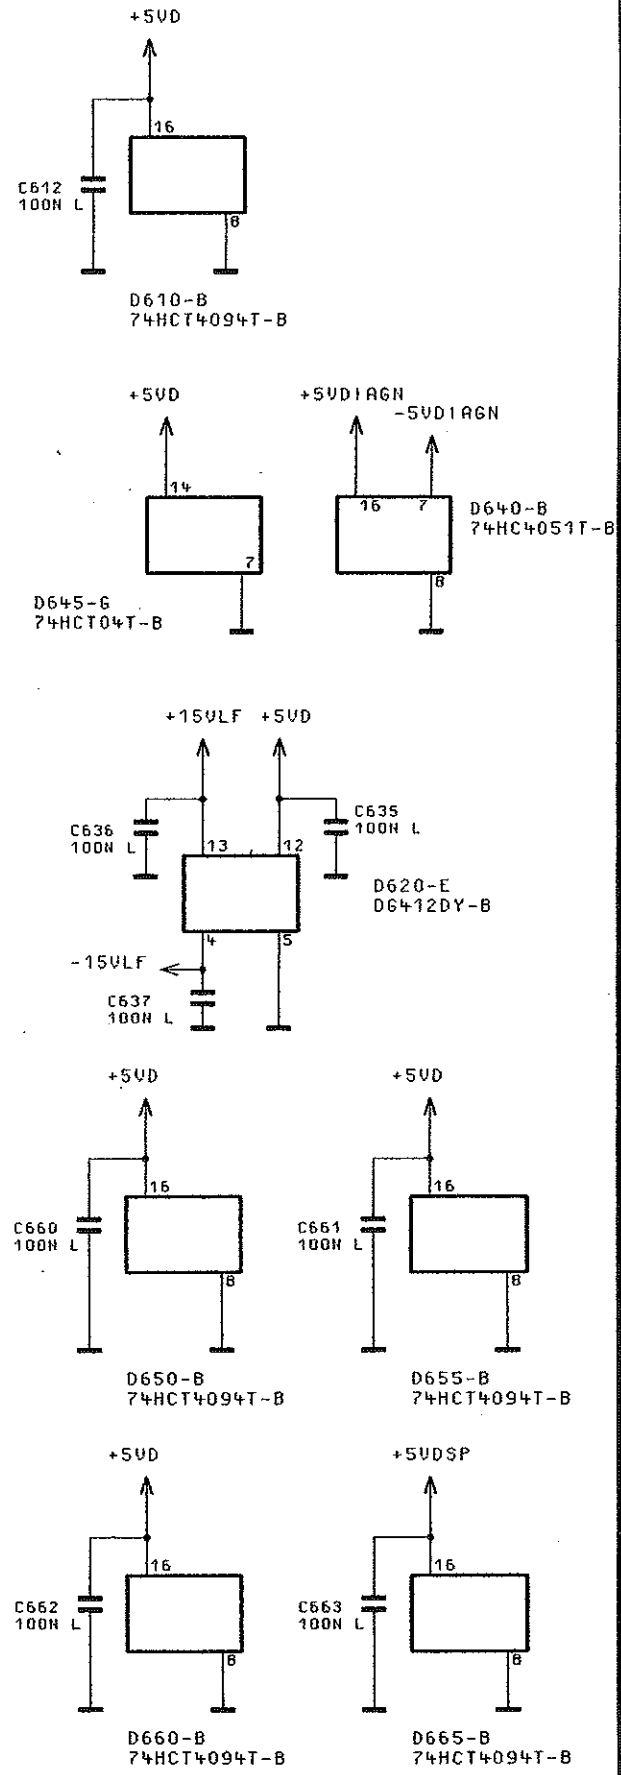 +5VD
16
C612
100N L
8
D610-B
74HCT4094T-B
+5VD
+5VDIAGN
-5VDIAGN
14
16
7
D640-B
74HC4051T-B
7
8
D645-G
74HCT04T-B
+15VLF
+5VD
C636
100N L
C635
100N L
13
12
D620-E
DG412DY-B
4
5
-15VLF
C637
100N L
+5VD
16
C660
100N L
8
D650-B
74HCT4094T-B
+5VD
16
C661
100N L
8
D655-B
74HCT4094T-B
+5VD
16
C662
100N L
8
D660-B
74HCT4094T-B
+5VDSP
16
C663
100N L
8
D665-B
74HCT4094T-B